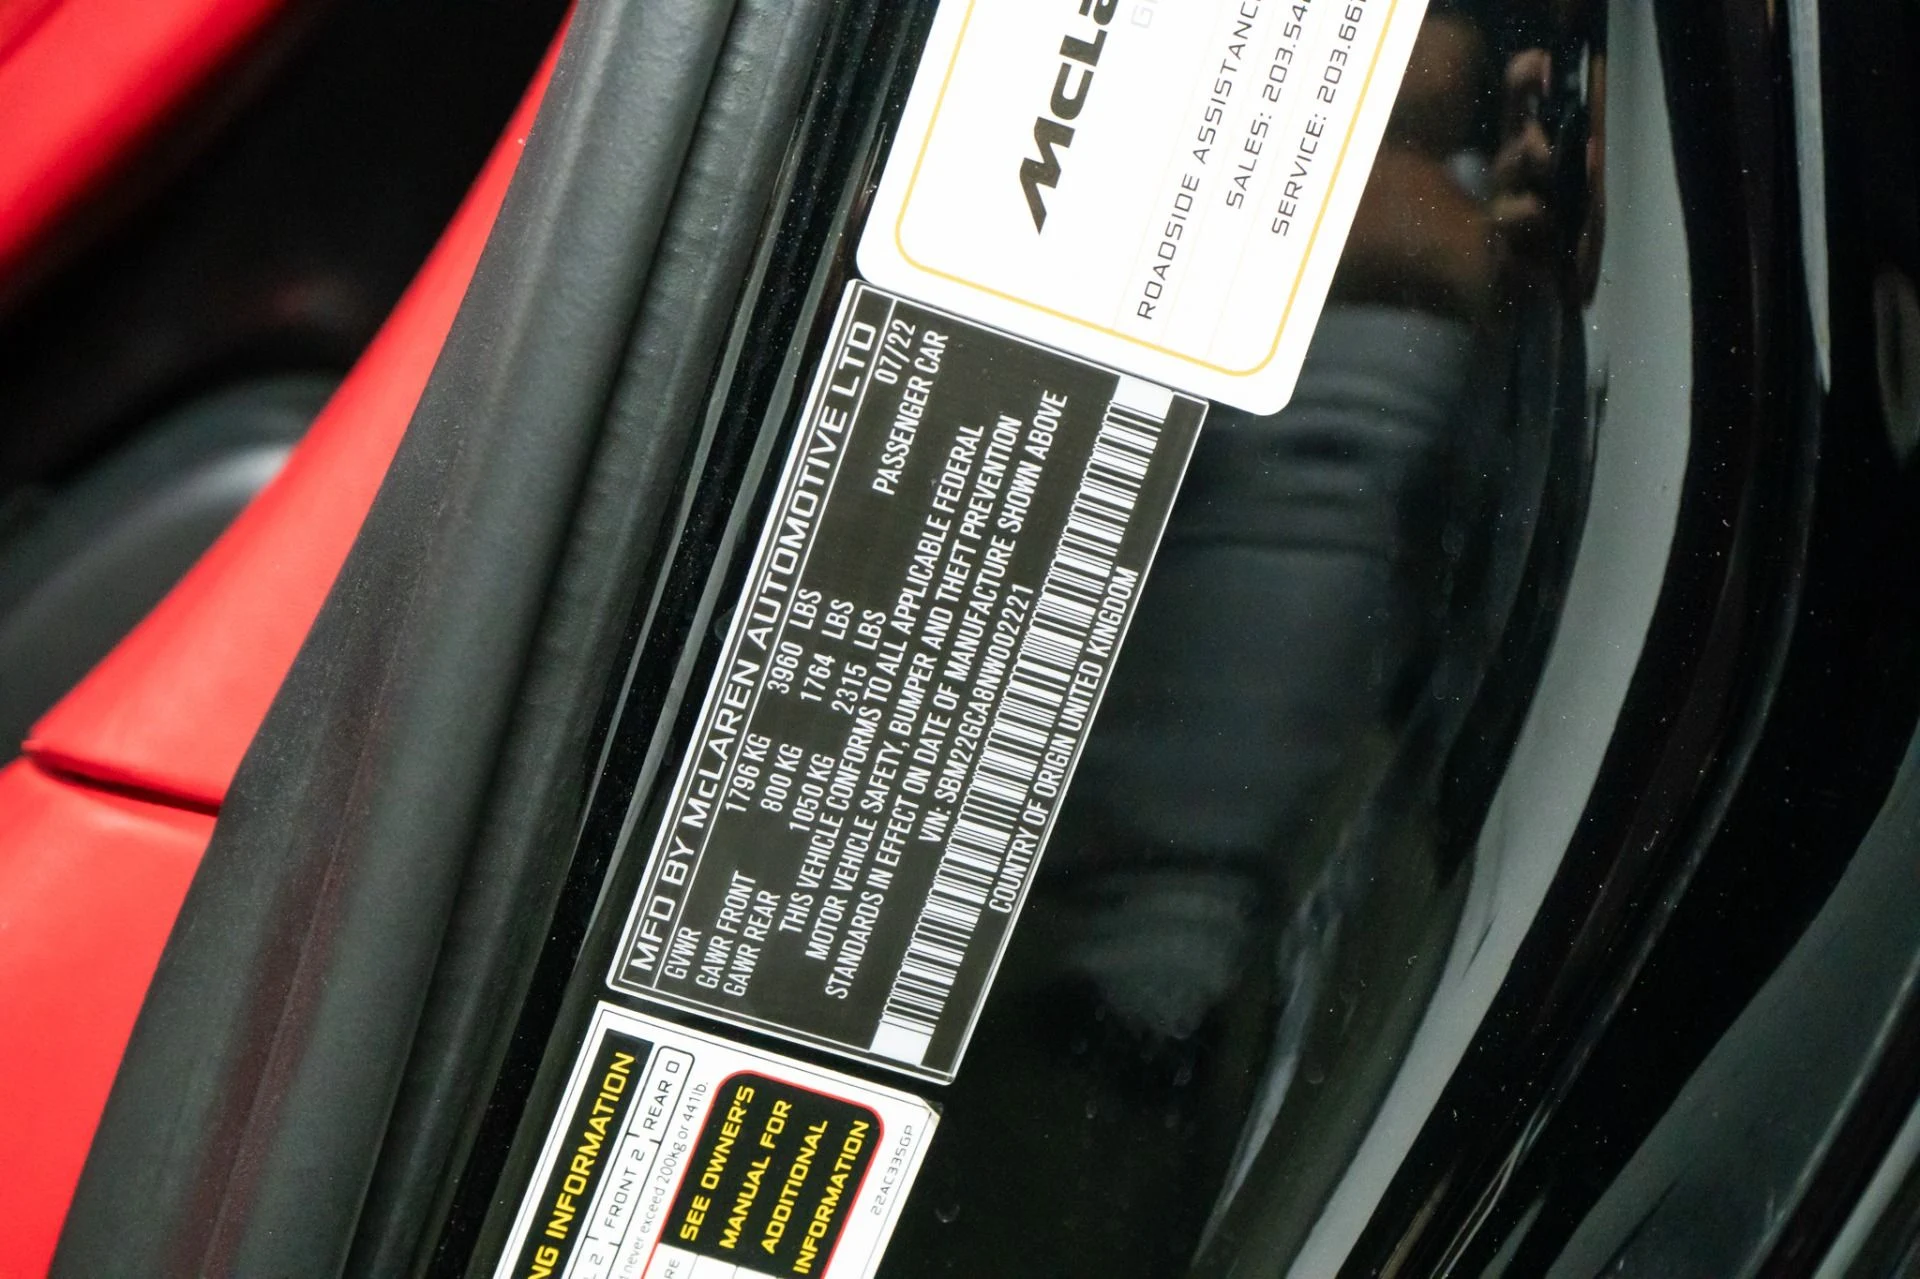 McLa
ROADSIDE ASSISTANC
SALES: 203.54
SERVICE: 203.661
MFD BY McLAREN AUTOMOTIVE LTD
GVWR 1796 KG 3960 LBS 07/22
GAWR FRONT 800 KG 1764 LBS PASSENGER CAR
GAWR REAR 1050 KG 2315 LBS
THIS VEHICLE CONFORMS TO ALL APPLICABLE FEDERAL
MOTOR VEHICLE SAFETY, BUMPER AND THEFT PREVENTION
STANDARDS IN EFFECT ON DATE OF MANUFACTURE SHOWN ABOVE
VIN: SBM22GCA8NW002221
COUNTRY OF ORIGIN UNITED KINGDOM
NG INFORMATION
L 2 FRONT 2 REAR 0
d never exceed 200kg or 441lb.
SEE OWNER'S
MANUAL FOR
ADDITIONAL
INFORMATION
22AC335GP